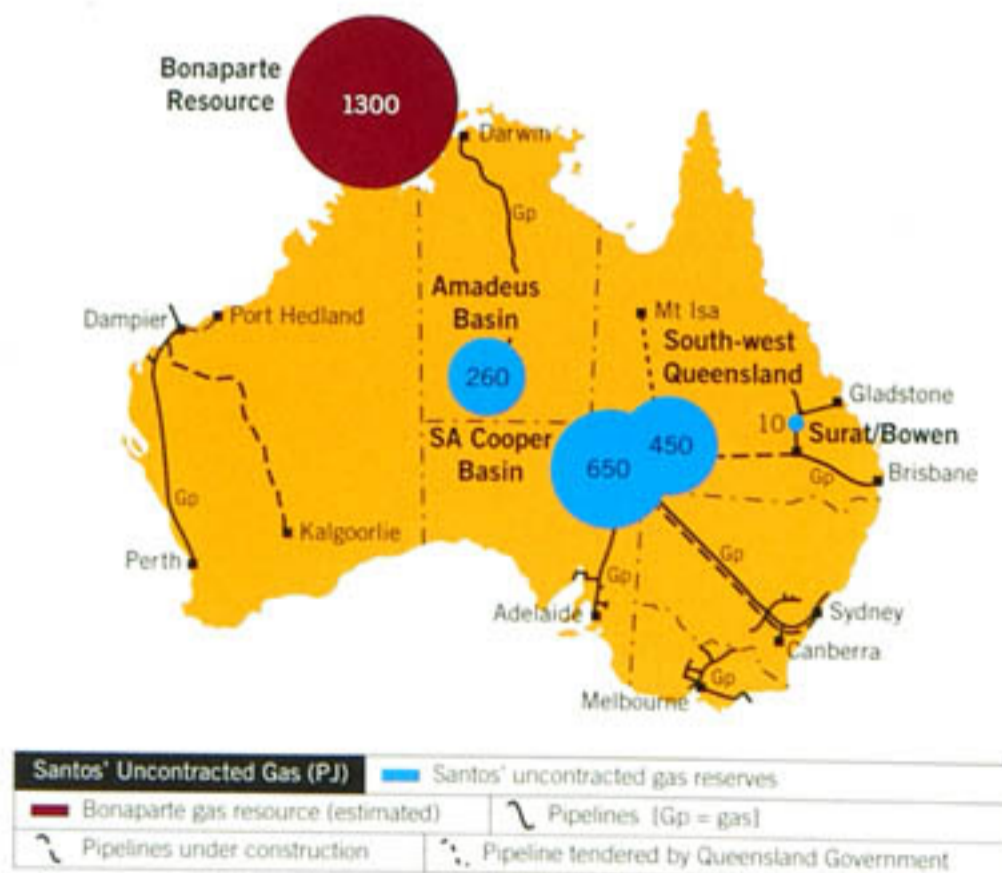 Bonaparte
Resource
1300
Darwin
Gp
Amadeus
Basin
260
Dampier
Port Hedland
Mt Isa
South-west
Queensland
Gladstone
10
Surat/Bowen
SA Cooper
Basin
650
450
Gp
Brisbane
Gp
Kalgoorlie
Perth
Gp
Gp
Adelaide
Sydney
Canberra
Gp
Melbourne
Santos' Uncontracted Gas (PJ)
Santos' uncontracted gas reserves
Bonaparte gas resource (estimated)
Pipelines [Gp = gas]
Pipelines under construction
Pipeline tendered by Queensland Government